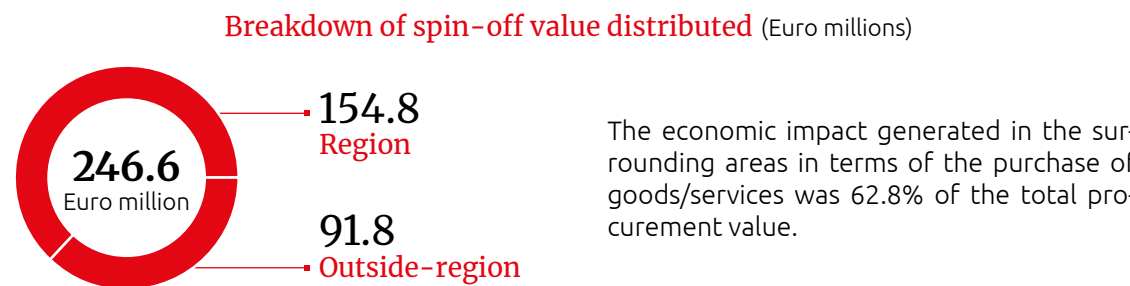 Breakdown of spin-off value distributed (Euro millions)
246.6
Euro million
154.8
Region
91.8
Outside-region
The economic impact generated in the sur-
rounding areas in terms of the purchase of
goods/services was 62.8% of the total pro-
curement value.